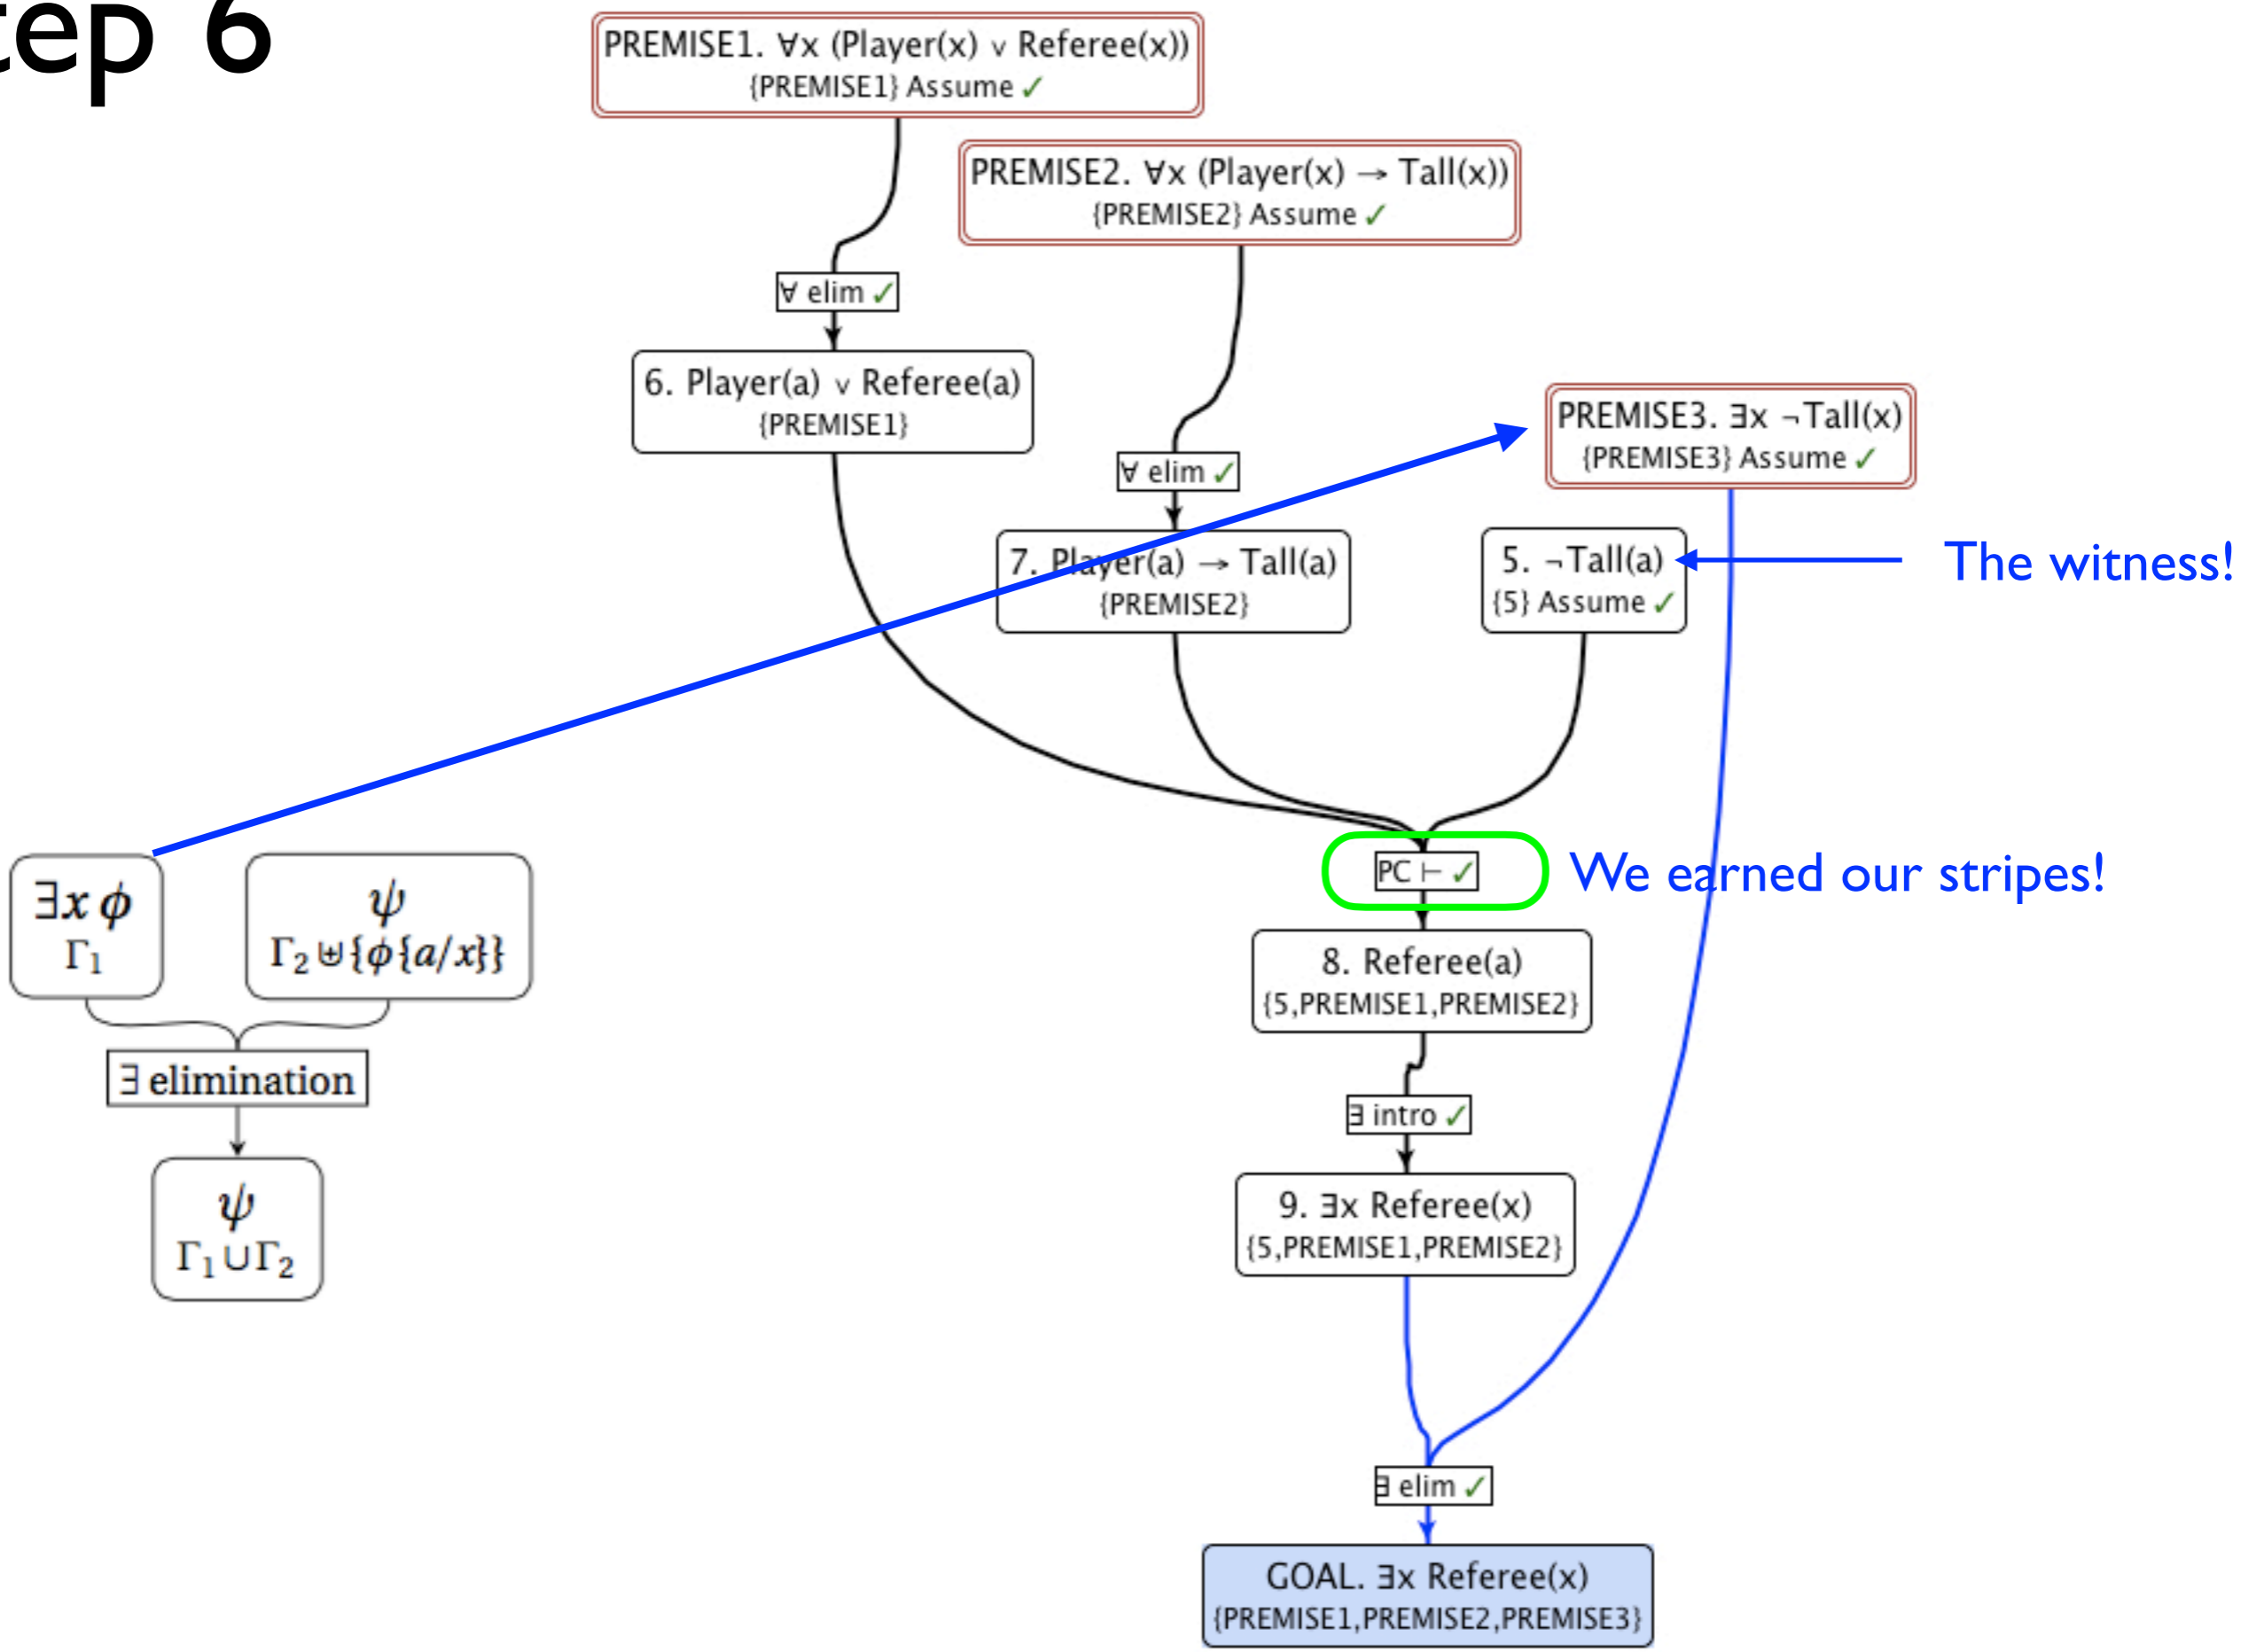 tep 6
PREMISE1. ∀x (Player(x) ∨ Referee(x))
{PREMISE1} Assume ✓
PREMISE2. ∀x (Player(x) → Tall(x))
{PREMISE2} Assume ✓
∀ elim ✓
6. Player(a) ∨ Referee(a)
{PREMISE1}
PREMISE3. ∃x ¬Tall(x)
{PREMISE3} Assume ✓
∀ elim ✓
7. Player(a) → Tall(a)
{PREMISE2}
5. ¬Tall(a)
{5} Assume ✓
The witness!
PC ⊢ ✓
We earned our stripes!
∃x ϕ
Γ₁
ψ
Γ₂ ⊎ {ϕ{a/x}}
∃ elimination
ψ
Γ₁ ∪ Γ₂
8. Referee(a)
{5,PREMISE1,PREMISE2}
∃ intro ✓
9. ∃x Referee(x)
{5,PREMISE1,PREMISE2}
∃ elim ✓
GOAL. ∃x Referee(x)
{PREMISE1,PREMISE2,PREMISE3}